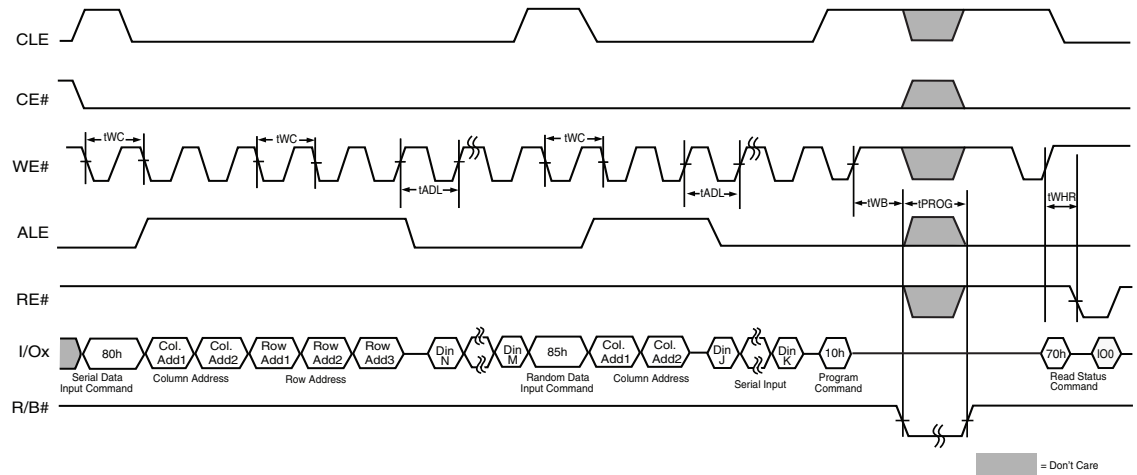 CLE
CE#
tWC
tWC
tWC
WE#
tADL
tADL
tWB
tPROG
tWHR
ALE
RE#
I/Ox
80h
Col. Add1
Col. Add2
Row Add1
Row Add2
Row Add3
Din N
Din M
85h
Col. Add1
Col. Add2
Din J
Din K
10h
70h
IO0
Serial Data Input Command
Column Address
Row Address
Random Data Input Command
Column Address
Serial Input
Program Command
Read Status Command
R/B#
= Don't Care